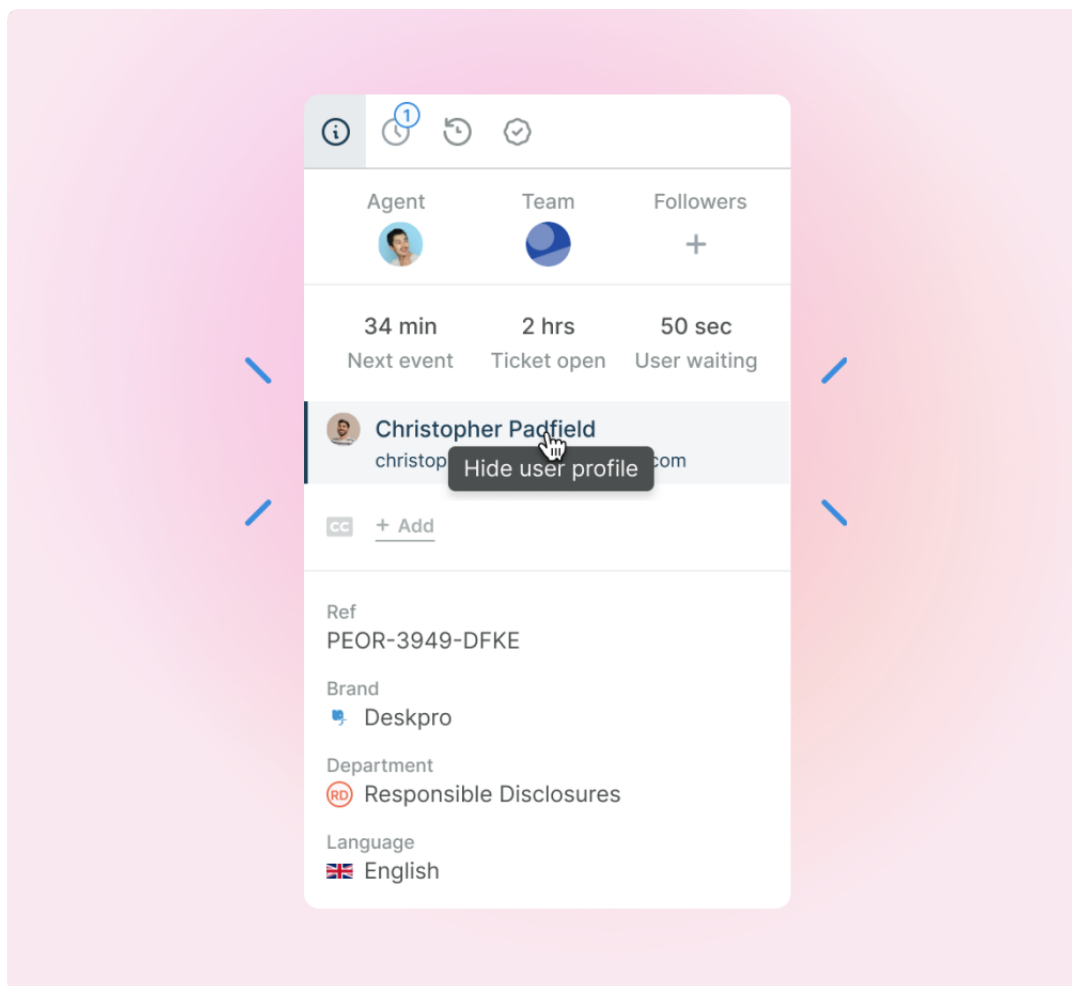 1
Agent Team Followers
34 min 2 hrs 50 sec
Next event Ticket open User waiting
Christopher Padfield
christop com
Hide user profile
CC + Add
Ref
PEOR-3949-DFKE
Brand
Deskpro
Department
RD Responsible Disclosures
Language
English